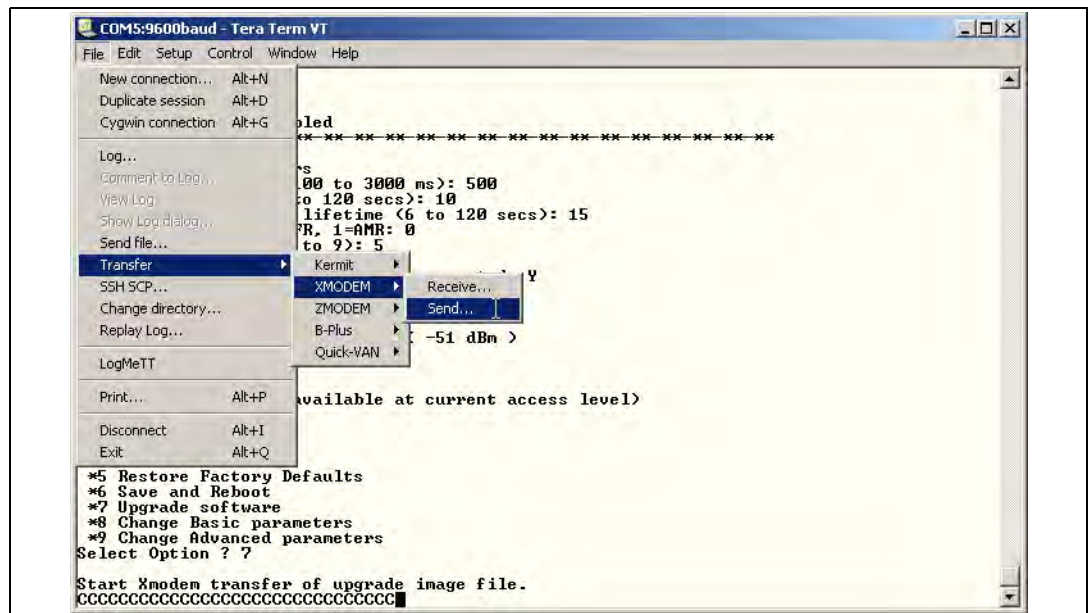 COM5:9600baud - Tera Term VT
File Edit Setup Control Window Help
New connection... Alt+N
Duplicate session Alt+D
Cygwin connection Alt+G
Log...
Comment to Log...
View Log
Show Log dialog...
Send file...
Transfer
SSH SCP...
Change directory...
Replay Log...
LogMeTT
Print... Alt+P
Disconnect Alt+I
Exit Alt+Q
Kermit
XMODEM
ZMODEM
B-Plus
Quick-VAN
Receive...
Send...
bled
** ** ** ** ** ** ** ** ** ** ** ** ** ** ** **
rs
00 to 3000 ms): 500
to 120 secs): 10
lifetime (6 to 120 secs): 15
FR, 1=AMR: 0
to 9): 5
Y
( -51 dBm )
available at current access level)
*5 Restore Factory Defaults
*6 Save and Reboot
*7 Upgrade software
*8 Change Basic parameters
*9 Change Advanced parameters
Select Option ? 7
Start Xmodem transfer of upgrade image file.
CCCCCCCCCCCCCCCCCCCCCCCCCCCCCCC